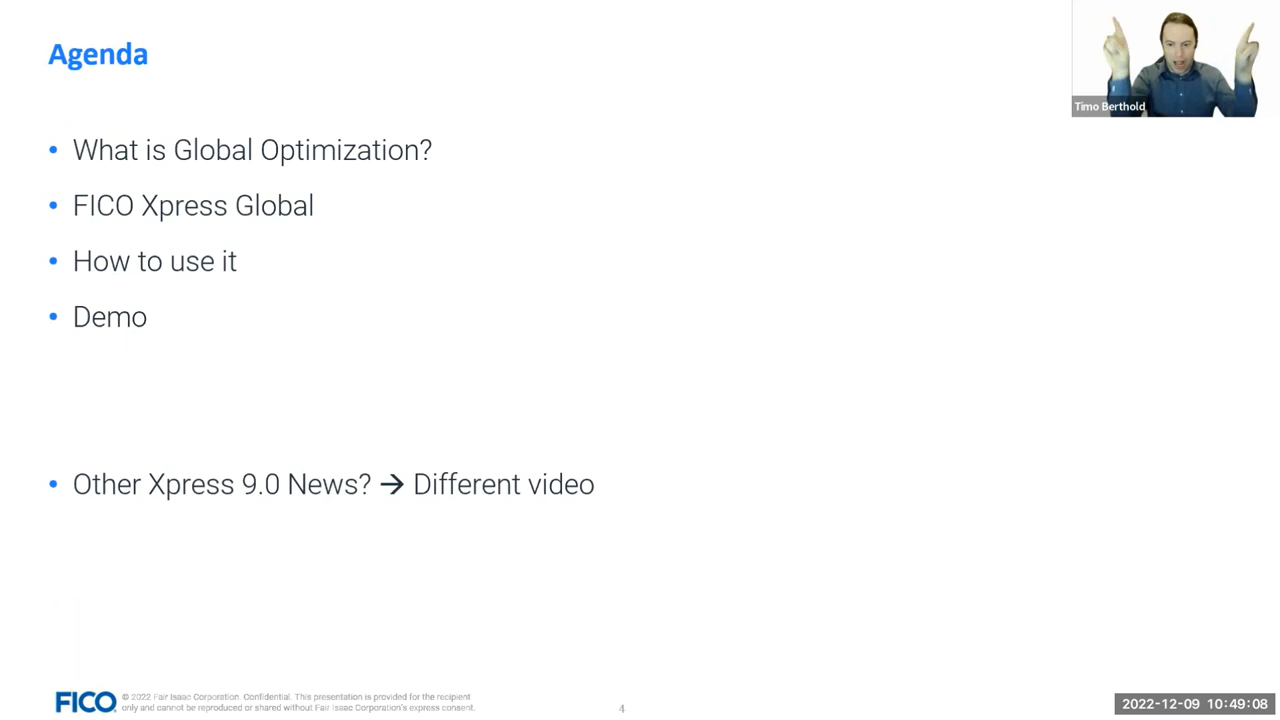 Agenda
Timo Berthold
• What is Global Optimization?
• FICO Xpress Global
• How to use it
• Demo
• Other Xpress 9.0 News? → Different video
FICO
© 2022 Fair Isaac Corporation. Confidential. This presentation is provided for the recipient
only and cannot be reproduced or shared without Fair Isaac Corporation's express consent.
4
2022-12-09 10:49:08